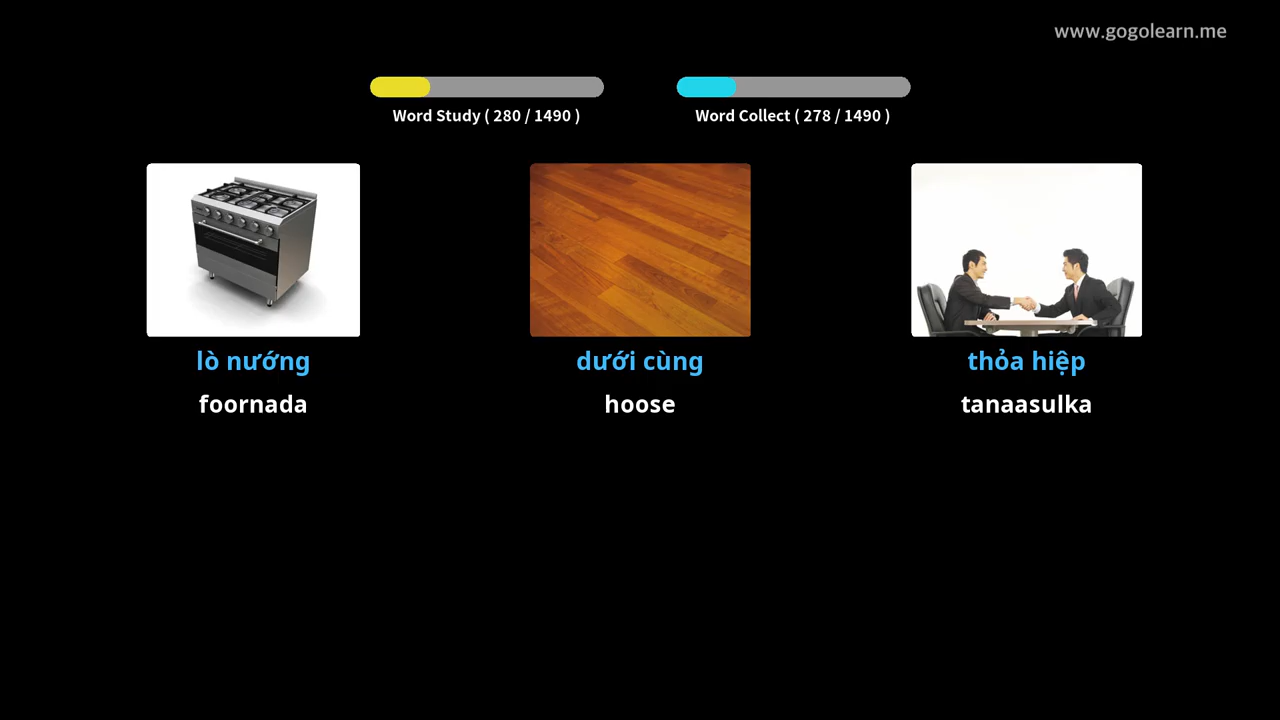 www.gogolearn.me
Word Study ( 280 / 1490 )
Word Collect ( 278 / 1490 )
lò nướng
dưới cùng
thỏa hiệp
foornada
hoose
tanaasulka